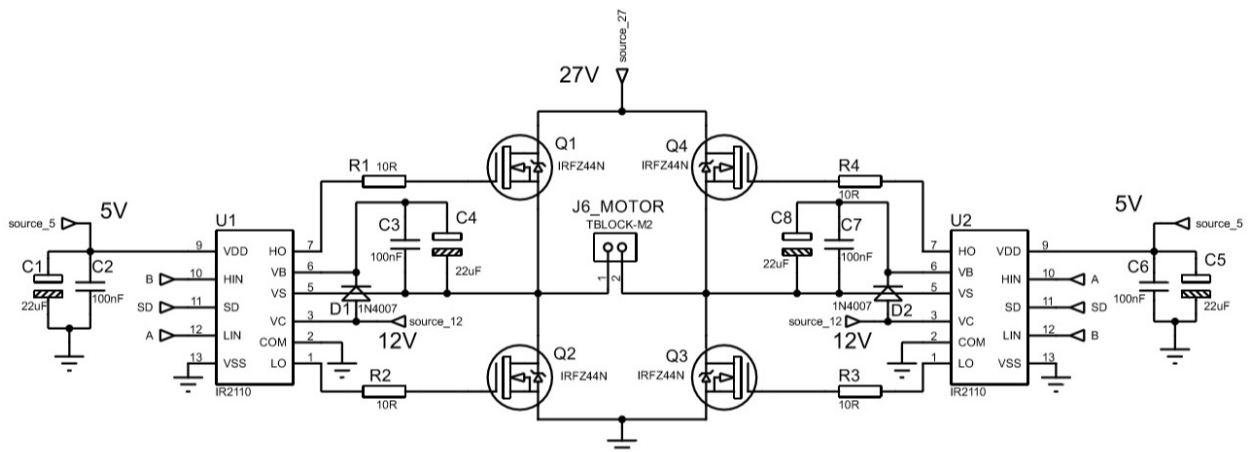 source_27
27V
Q1
IRFZ44N
Q4
IRFZ44N
R1 10R
R4
10R
J6_MOTOR
TBLOCK-M2
1
2
source_5
5V
C1
22uF
C2
100nF
B
SD
A
U1
9 VDD HO 7
10 HIN VB 6
11 SD VS 5
12 LIN VC 3
COM 2
13 VSS LO 1
IR2110
C3
100nF
C4
22uF
D1
1N4007
source_12
12V
R2
10R
Q2
IRFZ44N
Q3
IRFZ44N
R3
10R
C8
22uF
C7
100nF
1N4007
D2
source_12
12V
U2
7 HO VDD 9
6 VB HIN 10
5 VS SD 11
3 VC LIN 12
2 COM
1 LO VSS 13
IR2110
A
SD
B
5V
source_5
C6
100nF
C5
22uF